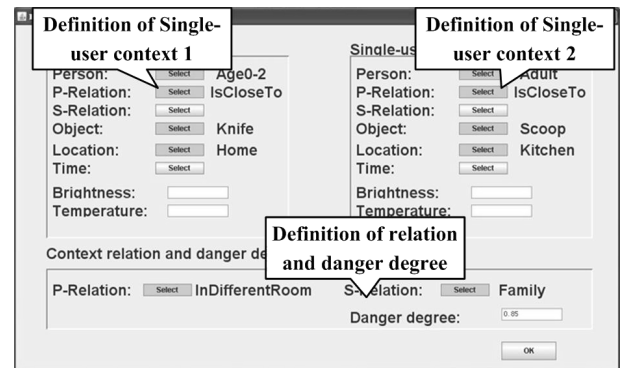 Definition of Single-
user context 1
Definition of Single-
user context 2
Single-us
Person: Select Age0-2
P-Relation: Select IsCloseTo
S-Relation: Select
Object: Select Knife
Location: Select Home
Time: Select
Brightness:
Temperature:
Person: Select Adult
P-Relation: Select IsCloseTo
S-Relation: Select
Object: Select Scoop
Location: Select Kitchen
Time: Select
Brightness:
Temperature:
Definition of relation
and danger degree
Context relation and danger de
P-Relation: Select InDifferentRoom S-Relation: Select Family
Danger degree: 0.85
OK